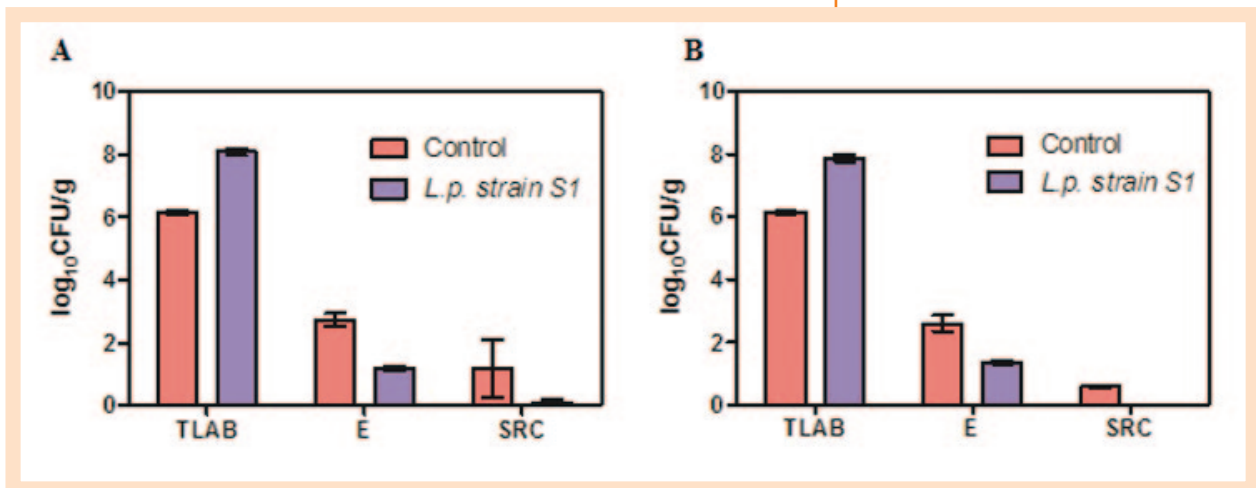 A
log₁₀CFU/g
10
8
6
4
2
0
Control
L.p. strain S1
TLAB E SRC
B
log₁₀CFU/g
10
8
6
4
2
0
Control
L.p. strain S1
TLAB E SRC